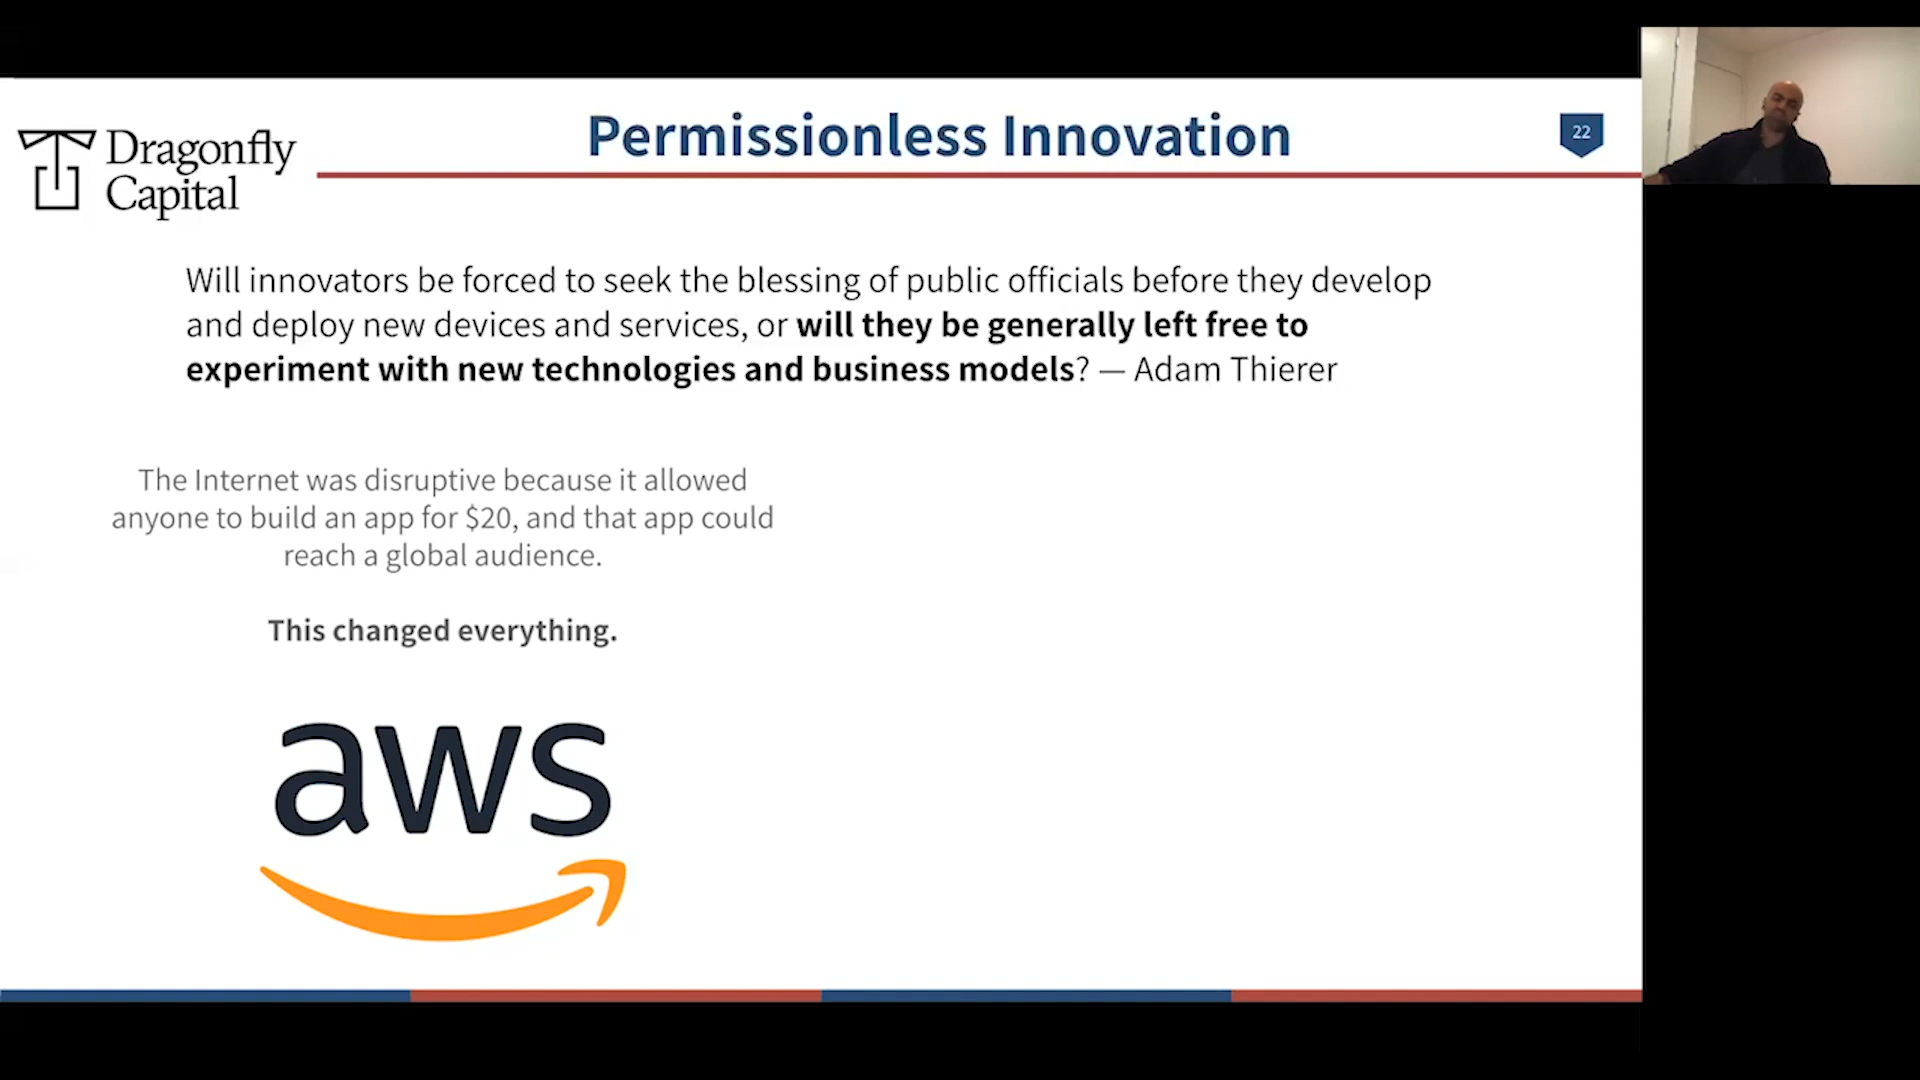 Dragonfly
Capital
Permissionless Innovation
22
Will innovators be forced to seek the blessing of public officials before they develop
and deploy new devices and services, or will they be generally left free to
experiment with new technologies and business models? — Adam Thierer
The Internet was disruptive because it allowed
anyone to build an app for $20, and that app could
reach a global audience.
This changed everything.
aws